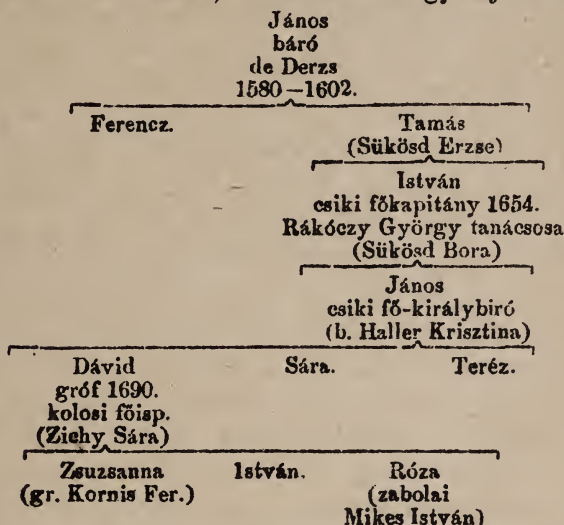 János
báró
de Derzs
1580–1602.
Ferencz. Tamás
(Sükösd Erzse)
István
csiki főkapitány 1654.
Rákóczy György tanácsosa
(Sükösd Bora)
János
csiki fő-királybiró
(b. Haller Krisztina)
Dávid Sára. Teréz.
gróf 1690.
kolosi főisp.
(Zichy Sára)
Zsuzsanna István. Róza
(gr. Kornis Fer.) (zabolai
Mikes István)